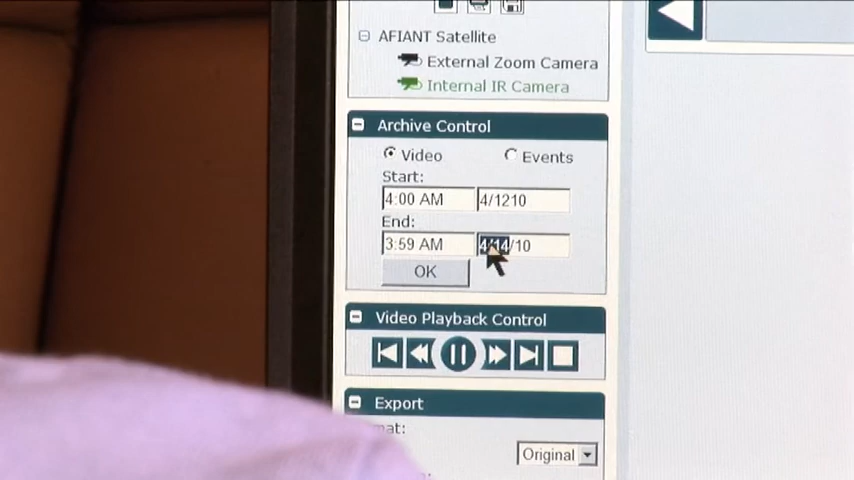 AFIANT Satellite
External Zoom Camera
Internal IR Camera
Archive Control
Video Events
Start:
4:00 AM 4/1210
End:
3:59 AM 4/14/10
OK
Video Playback Control
Export
Original